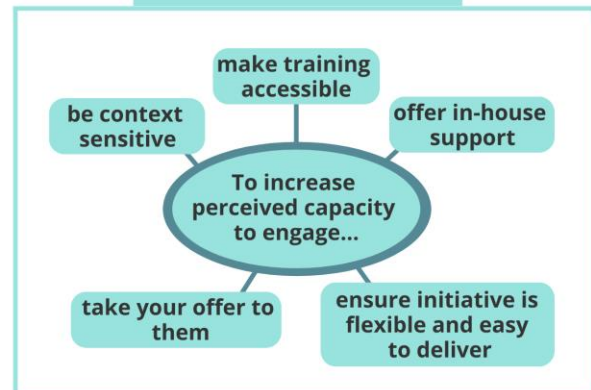 make training
accessible
be context
sensitive
offer in-house
support
To increase
perceived capacity
to engage...
take your offer to
them
ensure initiative is
flexible and easy
to deliver